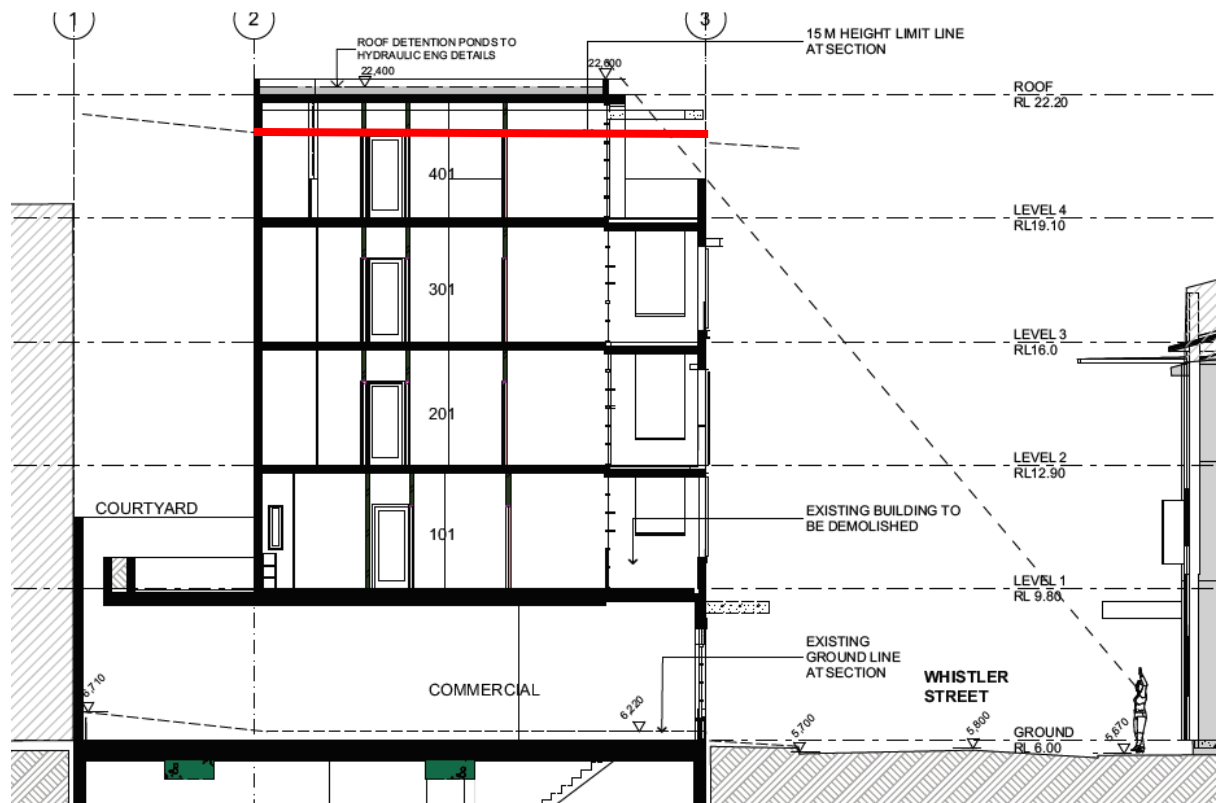 1
2
3
ROOF DETENTION PONDS TO
HYDRAULIC ENG DETAILS
22,400
22,600
15 M HEIGHT LIMIT LINE
AT SECTION
ROOF
RL 22.20
401
LEVEL 4
RL19.10
301
LEVEL 3
RL16.0
201
LEVEL 2
RL12.90
COURTYARD
101
EXISTING BUILDING TO
BE DEMOLISHED
LEVEL 1
RL 9.80
EXISTING
GROUND LINE
AT SECTION
WHISTLER
STREET
6,710
COMMERCIAL
6,220
5,700
5,800
5,670
GROUND
RL 6.00